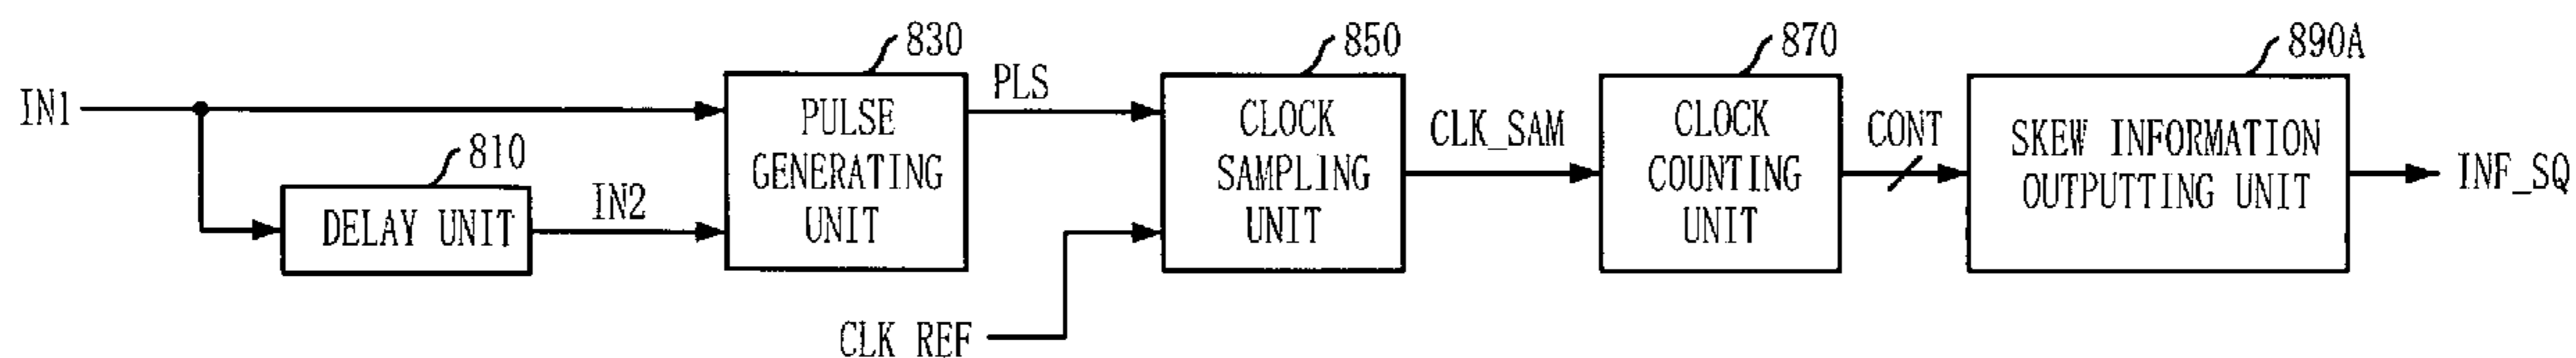 830
850
870
890A
IN1
PULSE
GENERATING
UNIT
PLS
CLOCK
SAMPLING
UNIT
CLK_SAM
CLOCK
COUNTING
UNIT
CONT
SKEW INFORMATION
OUTPUTTING UNIT
INF_SQ
810
DELAY UNIT
IN2
CLK REF